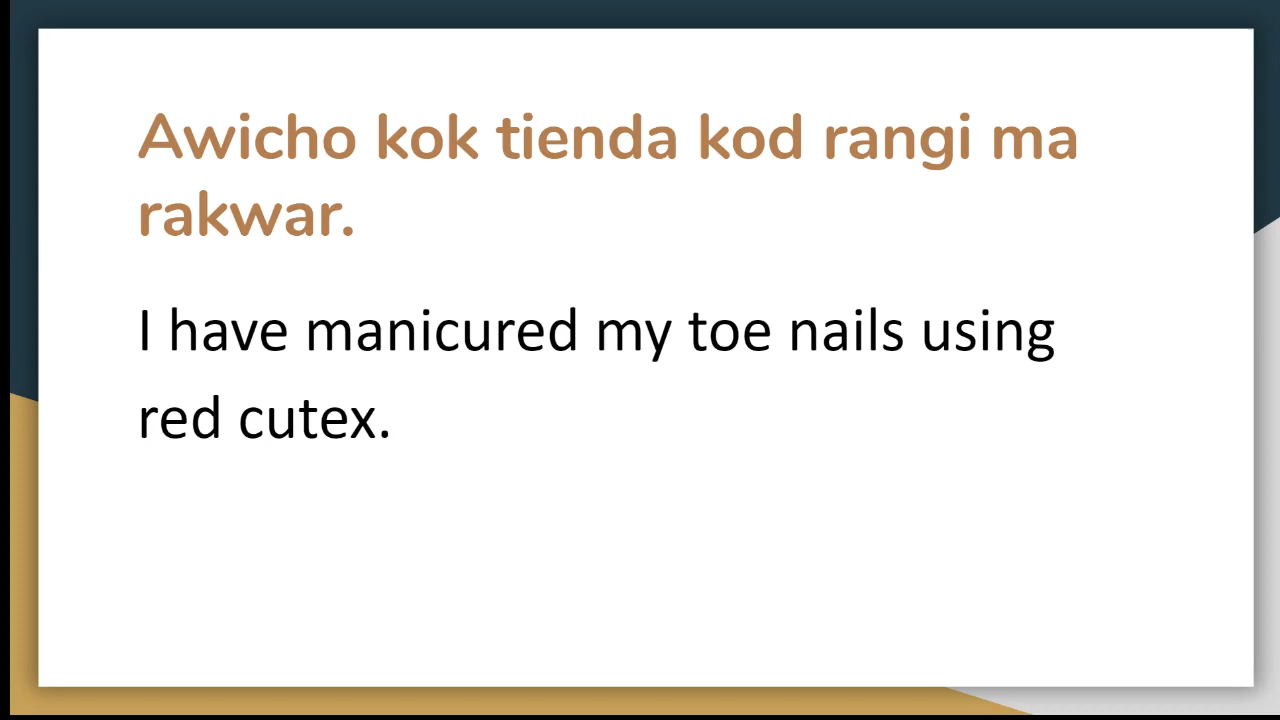 Awicho kok tienda kod rangi ma
rakwar.
I have manicured my toe nails using
red cutex.